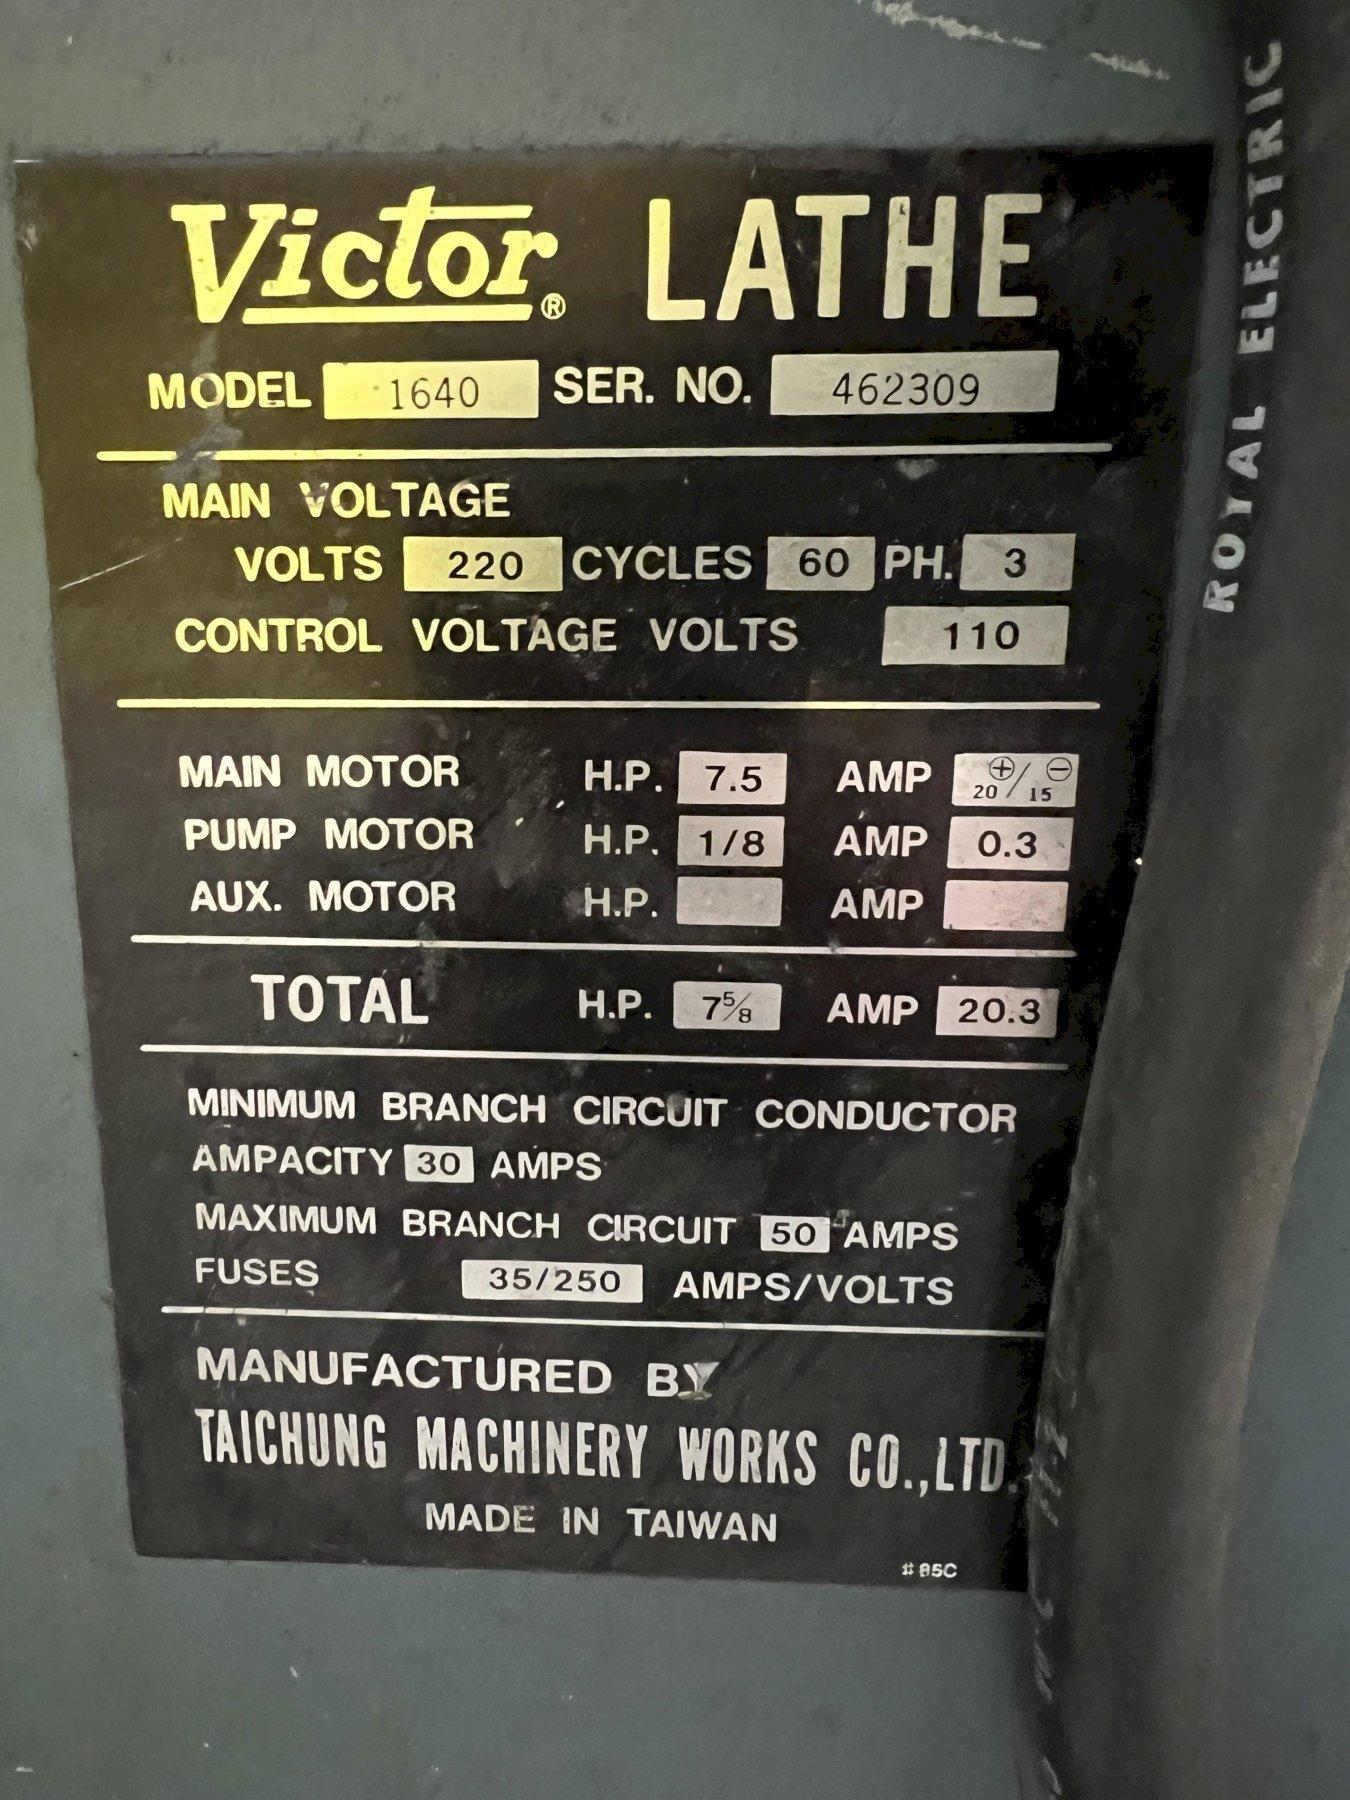 Victor® LATHE
MODEL 1640 SER. NO. 462309
MAIN VOLTAGE
VOLTS 220 CYCLES 60 PH. 3
CONTROL VOLTAGE VOLTS 110
MAIN MOTOR H.P. 7.5 AMP ⊕/⊖ 20/15
PUMP MOTOR H.P. 1/8 AMP 0.3
AUX. MOTOR H.P. AMP
TOTAL H.P. 7⅝ AMP 20.3
MINIMUM BRANCH CIRCUIT CONDUCTOR
AMPACITY 30 AMPS
MAXIMUM BRANCH CIRCUIT 50 AMPS
FUSES 35/250 AMPS/VOLTS
MANUFACTURED BY
TAICHUNG MACHINERY WORKS CO.,LTD.
MADE IN TAIWAN
#85C
ROYAL ELECTRIC